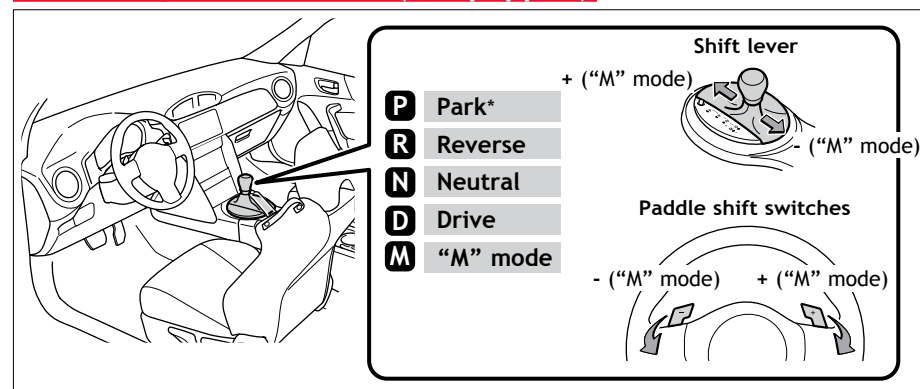 Shift lever
+ (“M” mode)
- (“M” mode)
P Park*
R Reverse
N Neutral
D Drive
M “M” mode
Paddle shift switches
- (“M” mode) + (“M” mode)
- +